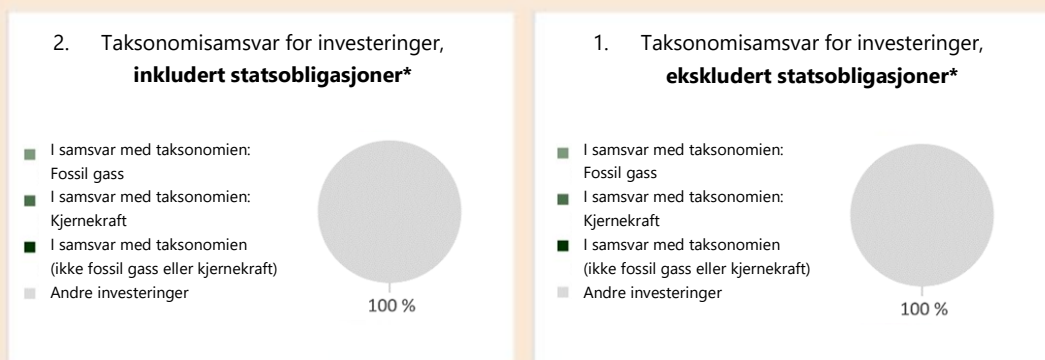 2. Taksonomisamsvar for investeringer,
inkludert statsobligasjoner*
I samsvar med taksonomien:
Fossil gass
I samsvar med taksonomien:
Kjernekraft
I samsvar med taksonomien
(ikke fossil gass eller kjernekraft)
Andre investeringer
100 %
1. Taksonomisamsvar for investeringer,
ekskludert statsobligasjoner*
I samsvar med taksonomien:
Fossil gass
I samsvar med taksonomien:
Kjernekraft
I samsvar med taksonomien
(ikke fossil gass eller kjernekraft)
Andre investeringer
100 %